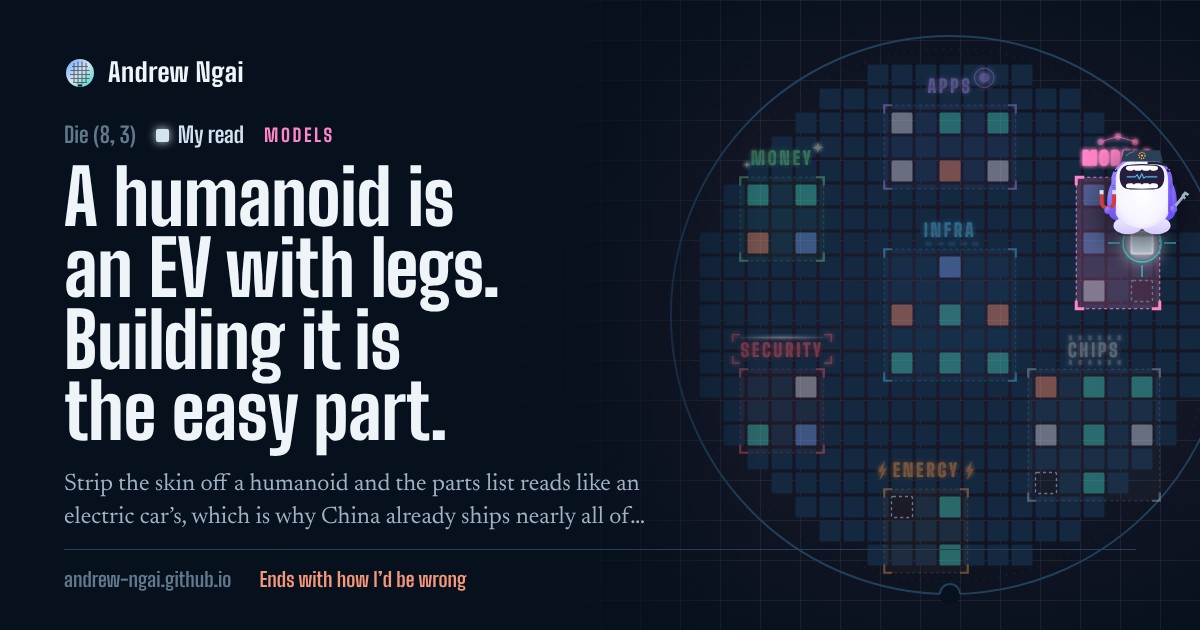 Andrew Ngai
Die (8, 3) My read MODELS
A humanoid is
an EV with legs.
Building it is
the easy part.
Strip the skin off a humanoid and the parts list reads like an
electric car’s, which is why China already ships nearly all of…
andrew-ngai.github.io Ends with how I’d be wrong
APPS
MONEY
INFRA
SECURITY
CHIPS
ENERGY